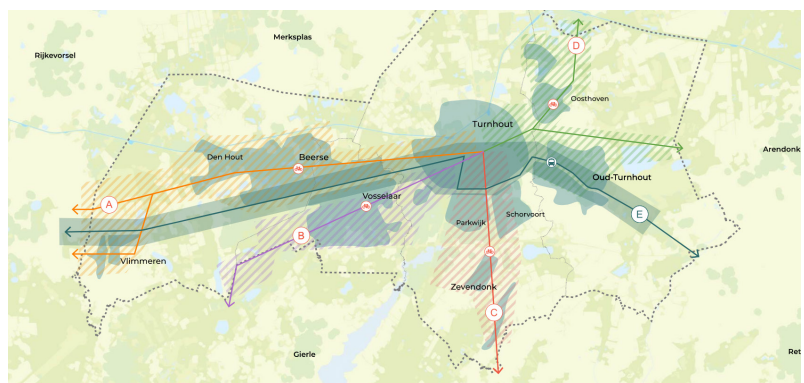 Merksplas
Rijkevorsel
D
Oosthoven
Turnhout
Arendonk
Den Hout
Beerse
Oud-Turnhout
Vosselaar
A
Schorvoort
E
Parkwijk
B
Vlimmeren
Zevendonk
C
Gierle
Ret